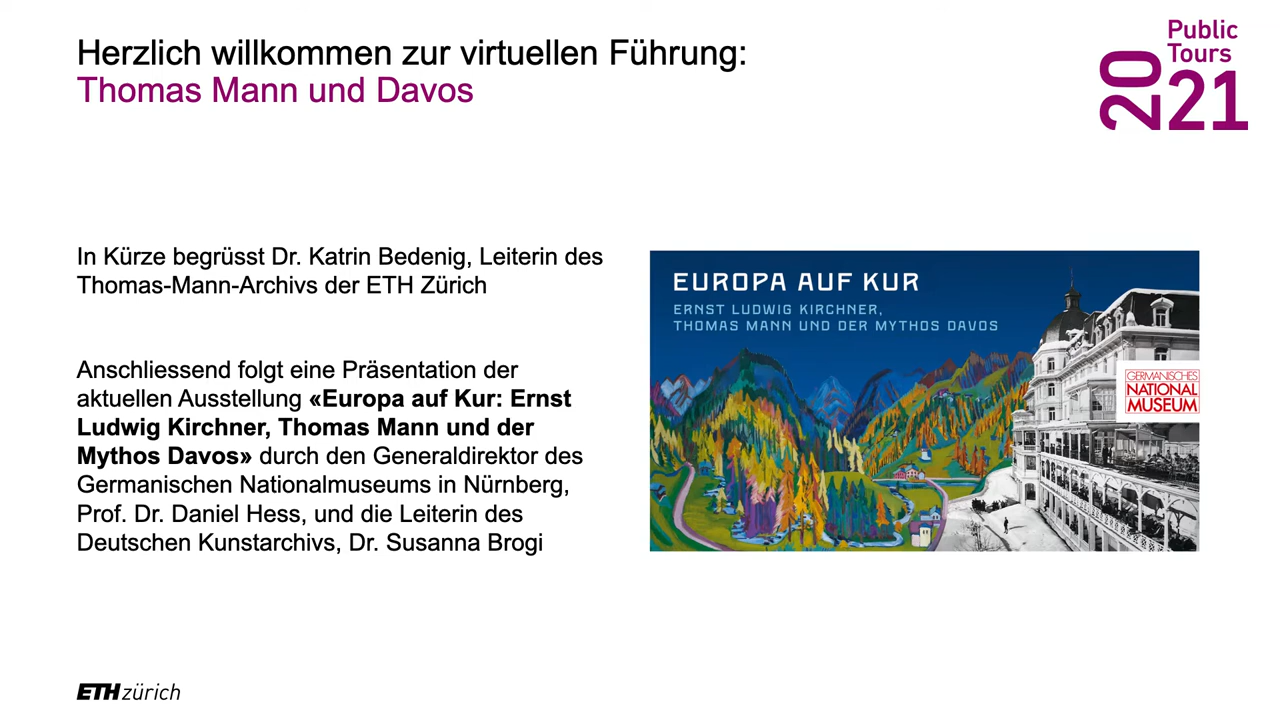 Herzlich willkommen zur virtuellen Führung:
Thomas Mann und Davos
Public
Tours
2021
In Kürze begrüsst Dr. Katrin Bedenig, Leiterin des
Thomas-Mann-Archivs der ETH Zürich
Anschliessend folgt eine Präsentation der
aktuellen Ausstellung «Europa auf Kur: Ernst
Ludwig Kirchner, Thomas Mann und der
Mythos Davos» durch den Generaldirektor des
Germanischen Nationalmuseums in Nürnberg,
Prof. Dr. Daniel Hess, und die Leiterin des
Deutschen Kunstarchivs, Dr. Susanna Brogi
EUROPA AUF KUR
ERNST LUDWIG KIRCHNER,
THOMAS MANN UND DER MYTHOS DAVOS
GERMANISCHES
NATIONAL
MUSEUM
ETH zürich